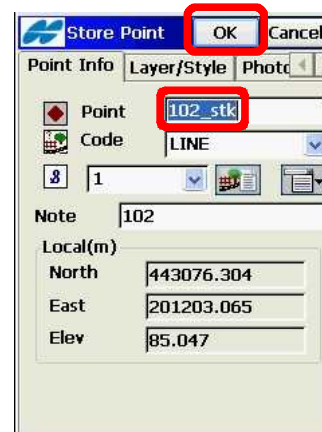 Store Point OK Cancel
Point Info Layer/Style Photo
Point 102_stk
Code LINE
8 1
Note 102
Local(m)
North 443076.304
East 201203.065
Elev 85.047